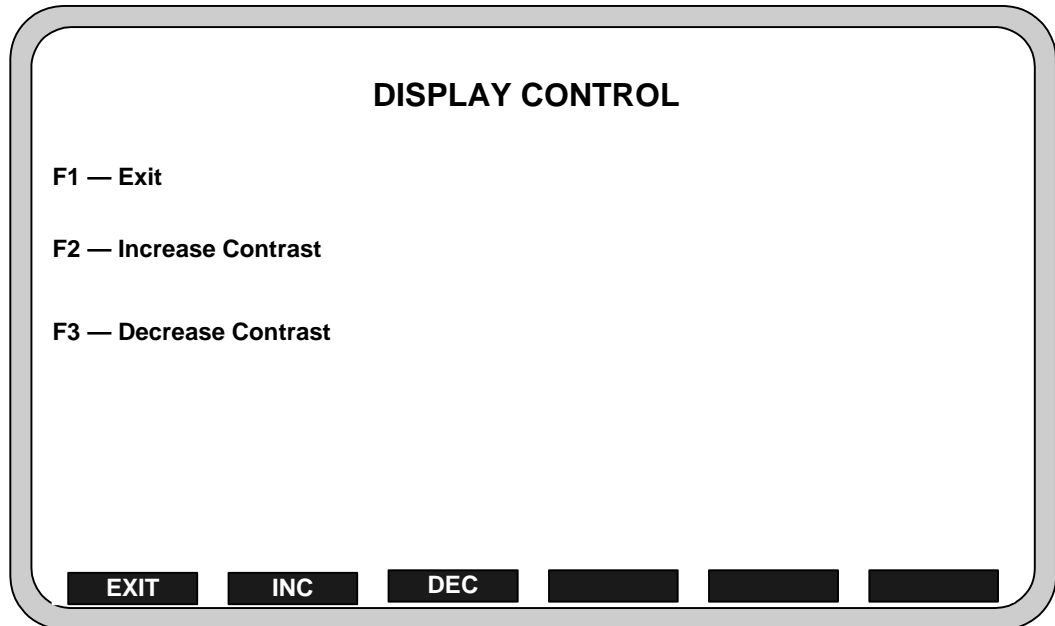 DISPLAY CONTROL
F1 — Exit
F2 — Increase Contrast
F3 — Decrease Contrast
EXIT INC DEC